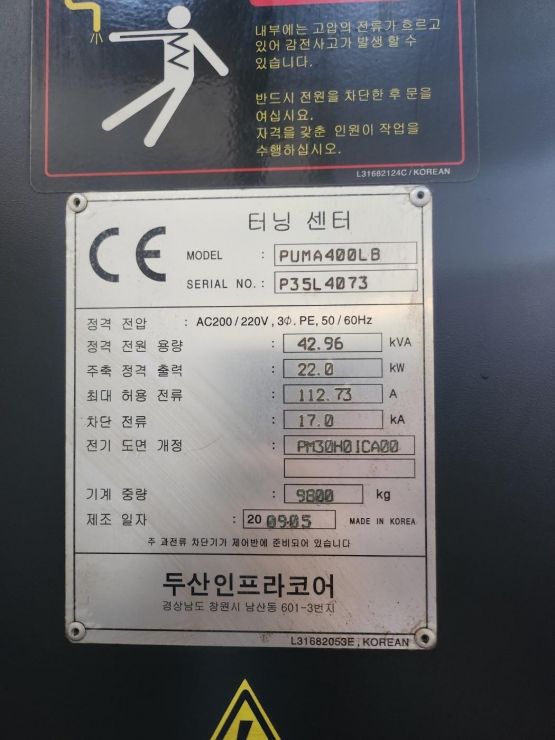 내부에는 고압의 전류가 흐르고
있어 감전사고가 발생 할 수
있습니다.
반드시 전원을 차단한 후 문을
여십시요.
자격을 갖춘 인원이 작업을
수행하십시오.
L31682124C / KOREAN
CE
터닝 센터
MODEL : PUMA400LB
SERIAL NO. : P35L4073
정격 전압 : AC200 / 220V , 3Φ. PE, 50 / 60Hz
정격 전원 용량 : 42.96 kVA
주축 정격 출력 : 22.0 kW
최대 허용 전류 : 112.73 A
차단 전류 : 17.0 kA
전기 도면 개정 : PM30H0ICA00
기계 중량 : 9800 kg
제조 일자 : 20 09.05 MADE IN KOREA
주 과전류 차단기가 제어반에 준비되어 있습니다
두산인프라코어
경상남도 창원시 남산동 601-3번지
L31682053E , KOREAN